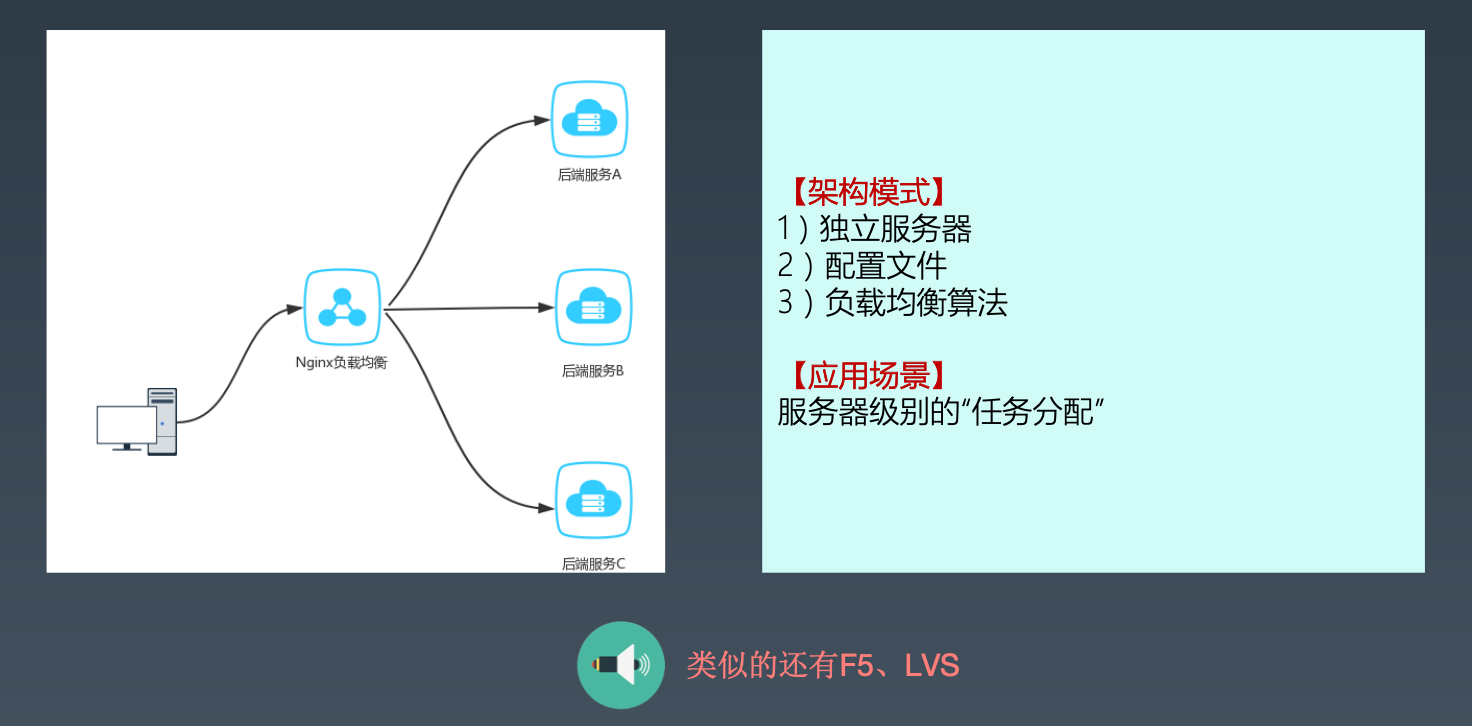 后端服务A
Nginx负载均衡
后端服务B
后端服务C
【架构模式】
1）独立服务器
2）配置文件
3）负载均衡算法
【应用场景】
服务器级别的“任务分配”
类似的还有F5、LVS